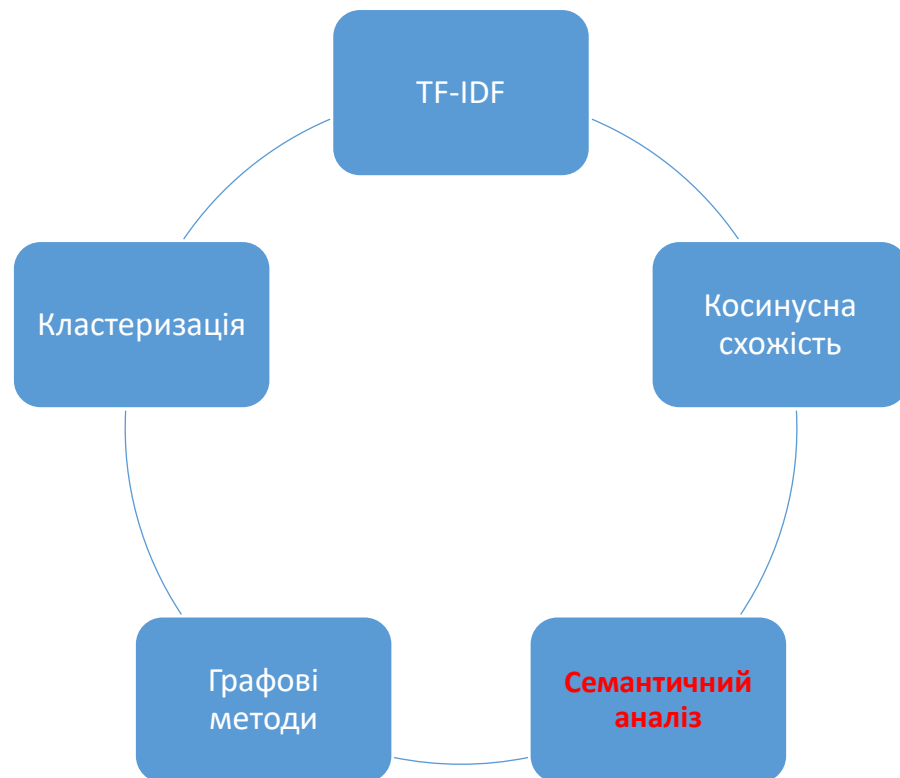 TF-IDF
Косинусна
схожість
Семантичний
аналіз
Графові
методи
Кластеризація